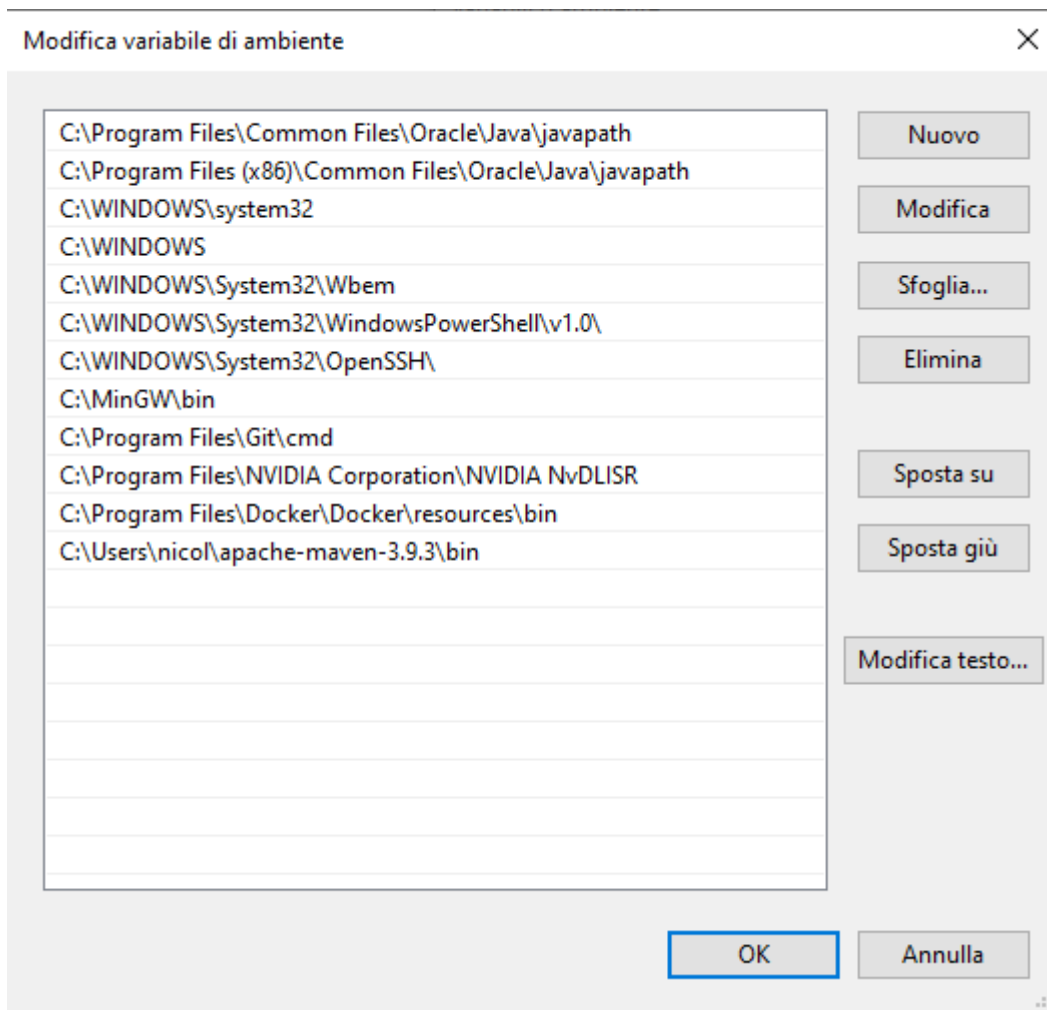 Modifica variabile di ambiente
C:\Program Files\Common Files\Oracle\Java\javapath
C:\Program Files (x86)\Common Files\Oracle\Java\javapath
C:\WINDOWS\system32
C:\WINDOWS
C:\WINDOWS\System32\Wbem
C:\WINDOWS\System32\WindowsPowerShell\v1.0\
C:\WINDOWS\System32\OpenSSH\
C:\MinGW\bin
C:\Program Files\Git\cmd
C:\Program Files\NVIDIA Corporation\NVIDIA NvDLISR
C:\Program Files\Docker\Docker\resources\bin
C:\Users\nicol\apache-maven-3.9.3\bin
Nuovo
Modifica
Sfoglia...
Elimina
Sposta su
Sposta giù
Modifica testo...
OK
Annulla